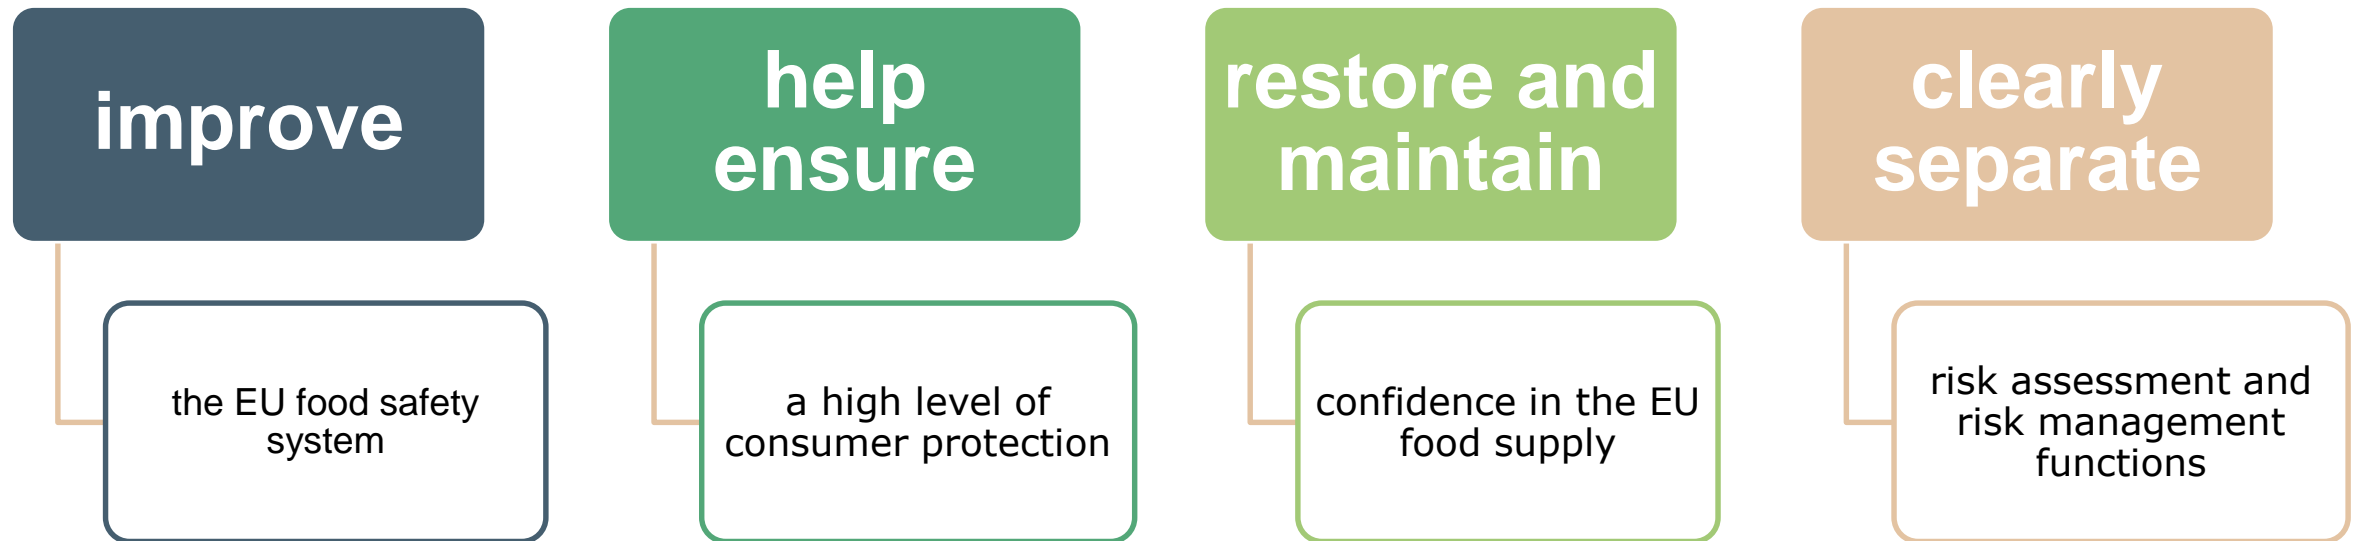 improve
the EU food safety
system
help
ensure
a high level of
consumer protection
restore and
maintain
confidence in the EU
food supply
clearly
separate
risk assessment and
risk management
functions